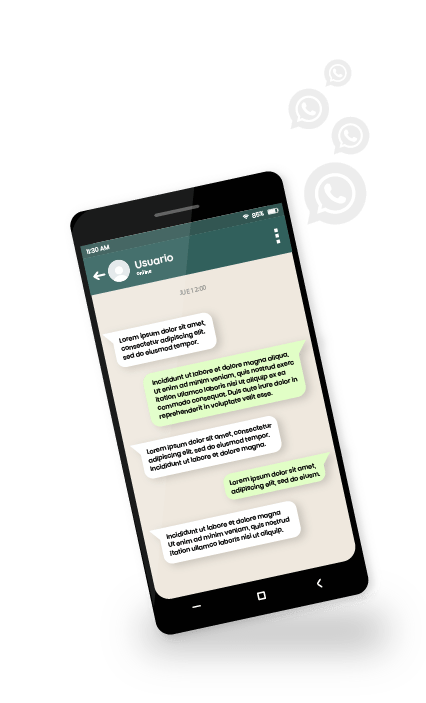 11:30 AM
85%
Usuario
online
JUE 12:00
Lorem ipsum dolor sit amet,
consectetur adipiscing elit,
sed do eiusmod tempor.
Incididunt ut labore et dolore magna aliqua,
Ut enim ad minim veniam, quis nostrud exerc
itation ullamco laboris nisi ut aliquip ex ea
commodo consequat. Duis aute irure dolor in
reprehenderit in voluptate velit esse.
Lorem ipsum dolor sit amet, consectetur
adipiscing elit, sed do eiusmod tempor.
Incididunt ut labore et dolore magna.
Lorem ipsum dolor sit amet,
adipiscing elit, sed do eiusm.
Incididunt ut labore et dolore magna
Ut enim ad minim veniam, quis nostrud
itation ullamco laboris nisi ut aliquip.